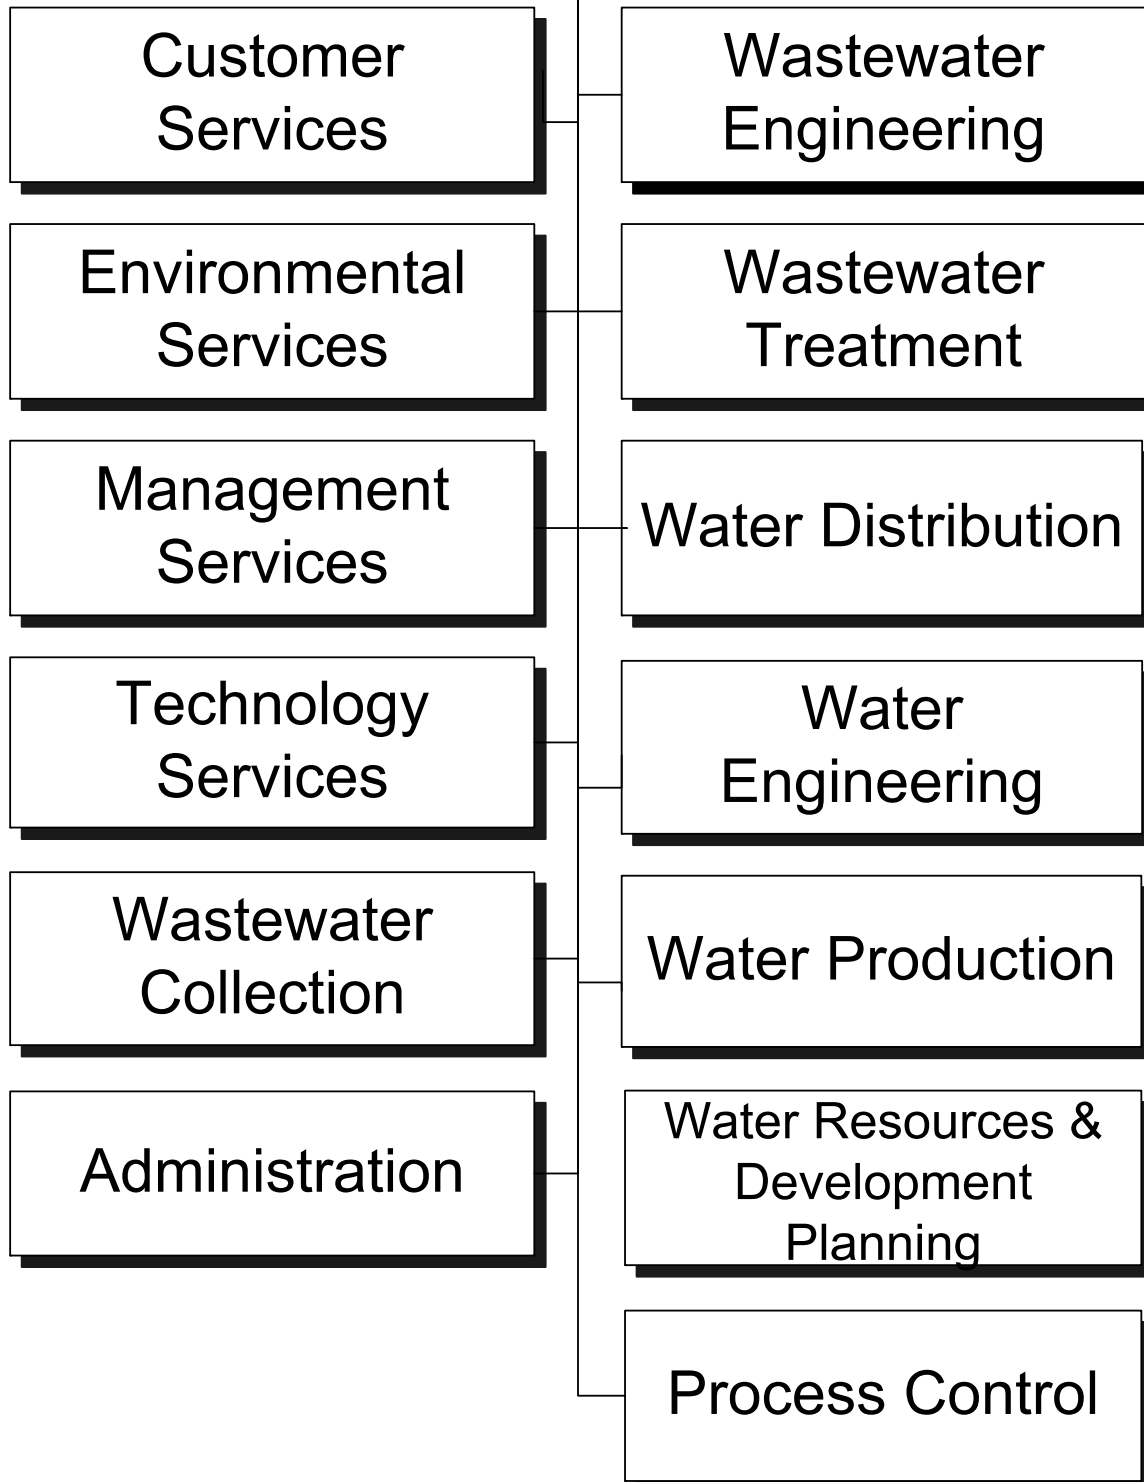 Customer
Services
Wastewater
Engineering
Environmental
Services
Wastewater
Treatment
Management
Services
Water Distribution
Technology
Services
Water
Engineering
Wastewater
Collection
Water Production
Administration
Water Resources &
Development
Planning
Process Control